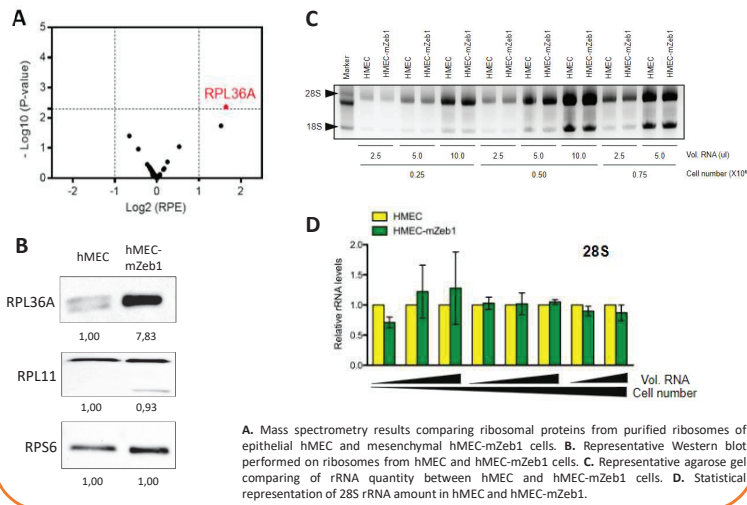 A
5
4
3
2
1
0
- Log10 (P-value)
RPL36A
-2 -1 0 1 2
Log2 (RPE)
B
hMEC
hMEC-
mZeb1
RPL36A
1,00 7,83
RPL11
1,00 0,93
RPS6
1,00 1,00
C
Marker
HMEC
HMEC-mZeb1
HMEC
HMEC-mZeb1
HMEC
HMEC-mZeb1
HMEC
HMEC-mZeb1
HMEC
HMEC-mZeb1
HMEC
HMEC-mZeb1
HMEC
HMEC-mZeb1
HMEC
HMEC-mZeb1
28S
18S
2.5 5.0 10.0 2.5 5.0 10.0 2.5 5.0 Vol. RNA (ul)
0.25 0.50 0.75 Cell number (X10⁶
D
HMEC
HMEC-mZeb1
28S
Relative rRNA levels
2.0
1.5
1.0
0.5
0.0
Vol. RNA
Cell number
A. Mass spectrometry results comparing ribosomal proteins from purified ribosomes of
epithelial hMEC and mesenchymal hMEC-mZeb1 cells. B. Representative Western blot
performed on ribosomes from hMEC and hMEC-mZeb1 cells. C. Representative agarose gel
comparing of rRNA quantity between hMEC and hMEC-mZeb1 cells. D. Statistical
representation of 28S rRNA amount in hMEC and hMEC-mZeb1.